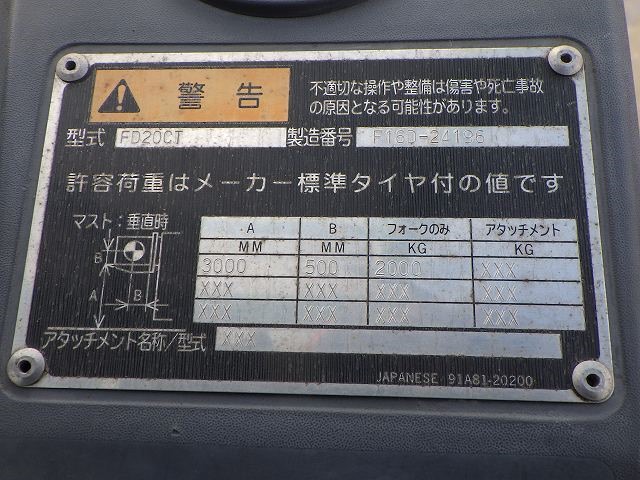 警告
不適切な操作や整備は傷害や死亡事故
の原因となる可能性があります。
型式 FD20CT 製造番号 F16D-24196
許容荷重はメーカー標準タイヤ付の値です
マスト：垂直時
A B フォークのみ アタッチメント
MM MM KG KG
3000 500 2000 XXX
XXX XXX XXX XXX
XXX XXX XXX XXX
B
A
B
アタッチメント名称/型式 XXX
JAPANESE 91A81-20200